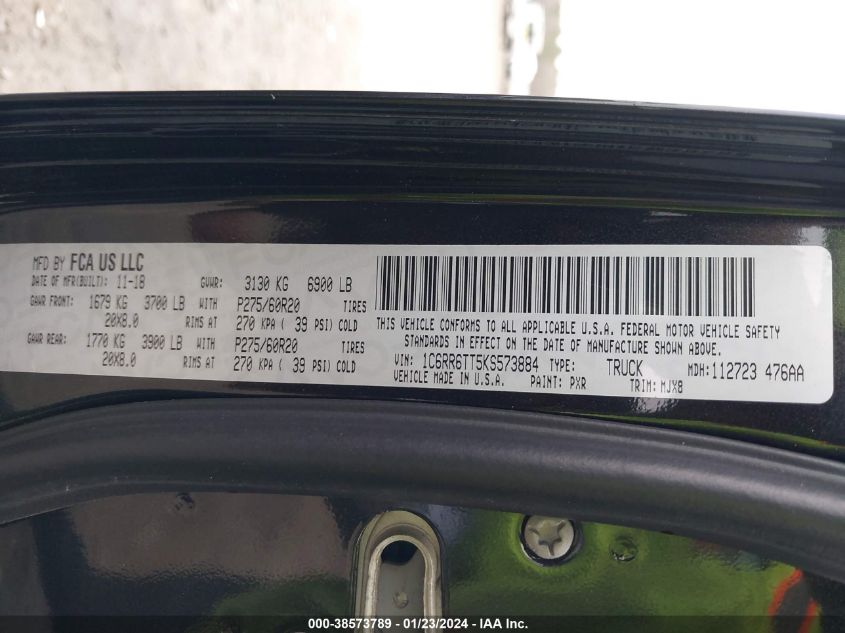 MFD BY FCA US LLC
DATE OF MFR(BUILT): 11-18 GVWR: 3130 KG 6900 LB
GAWR FRONT: 1679 KG 3700 LB WITH P275/60R20 TIRES
20X8.0 RIMS AT 270 KPA ( 39 PSI) COLD
GAWR REAR: 1770 KG 3900 LB WITH P275/60R20 TIRES
20X8.0 RIMS AT 270 KPA ( 39 PSI) COLD
THIS VEHICLE CONFORMS TO ALL APPLICABLE U.S.A. FEDERAL MOTOR VEHICLE SAFETY
STANDARDS IN EFFECT ON THE DATE OF MANUFACTURE SHOWN ABOVE.
VIN: 1C6RR6TT5KS573884 TYPE: TRUCK MDH: 112723 476AA
VEHICLE MADE IN U.S.A. PAINT: PXR TRIM: MJX8
000-38573789 - 01/23/2024 - IAA Inc.